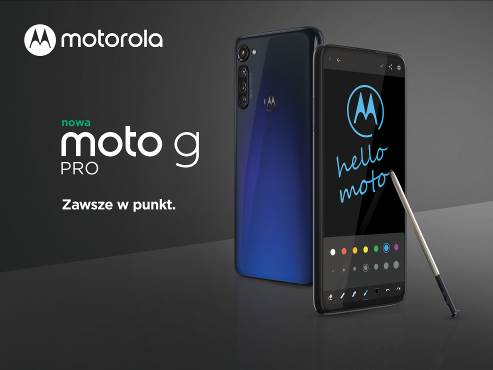 motorola
nowa
moto g
PRO
Zawsze w punkt.
hello
moto